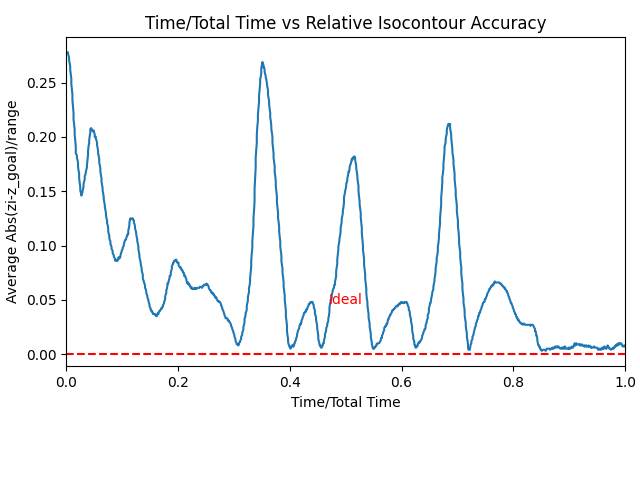 Time/Total Time vs Relative Isocontour Accuracy
Average Abs(zi-z_goal)/range
0.25
0.20
0.15
0.10
0.05
0.00
Ideal
0.0 0.2 0.4 0.6 0.8 1.0
Time/Total Time